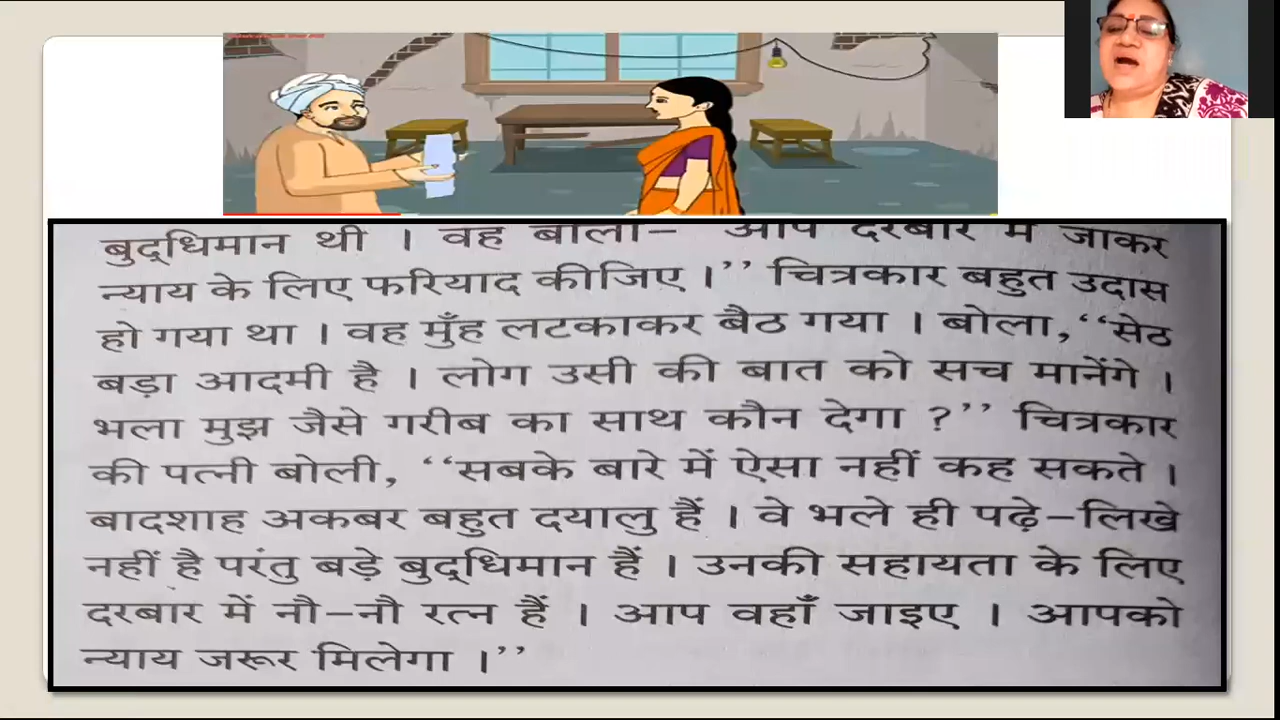 बुद्धिमान थी । वह बोली– “आप दरबार में जाकर
न्याय के लिए फरियाद कीजिए ।” चित्रकार बहुत उदास
हो गया था । वह मुँह लटकाकर बैठ गया । बोला, “सेठ
बड़ा आदमी है । लोग उसी की बात को सच मानेंगे ।
भला मुझ जैसे गरीब का साथ कौन देगा ?” चित्रकार
की पत्नी बोली, “सबके बारे में ऐसा नहीं कह सकते ।
बादशाह अकबर बहुत दयालु हैं । वे भले ही पढ़े–लिखे
नहीं है परंतु बड़े बुद्धिमान हैं । उनकी सहायता के लिए
दरबार में नौ–नौ रत्न हैं । आप वहाँ जाइए । आपको
न्याय जरूर मिलेगा ।”